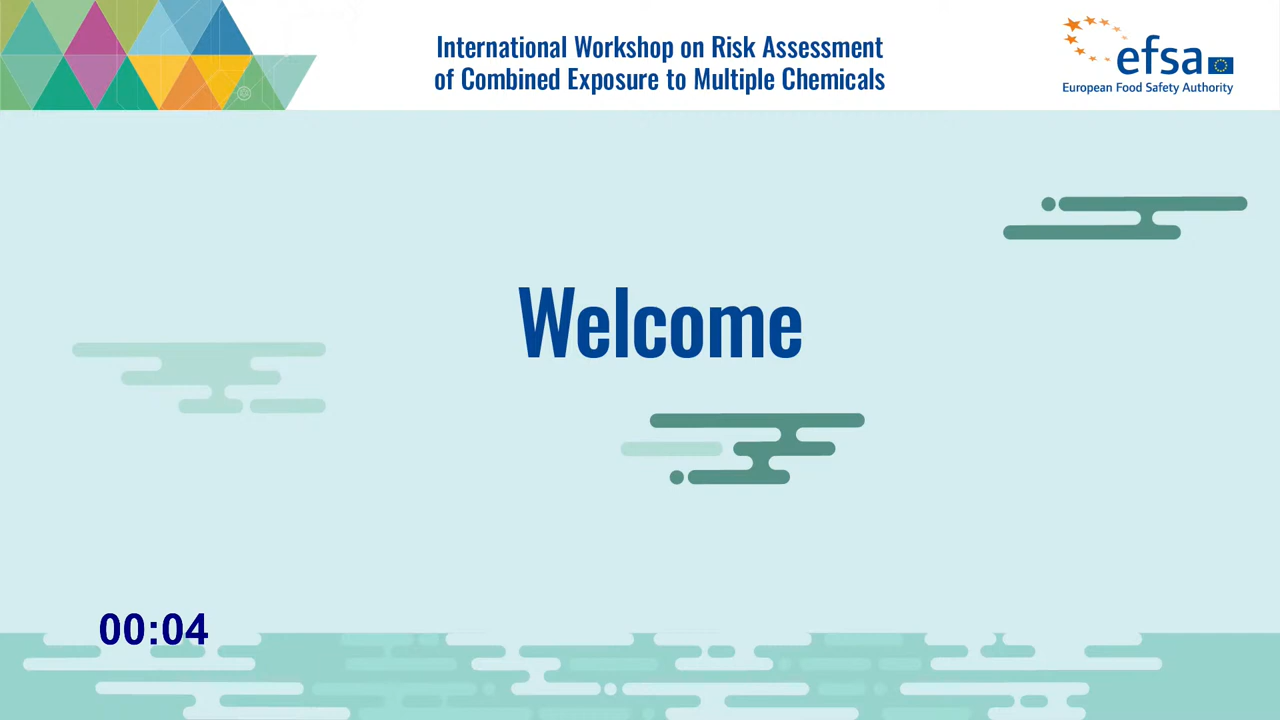 International Workshop on Risk Assessment
of Combined Exposure to Multiple Chemicals
efsa
European Food Safety Authority
Welcome
00:04